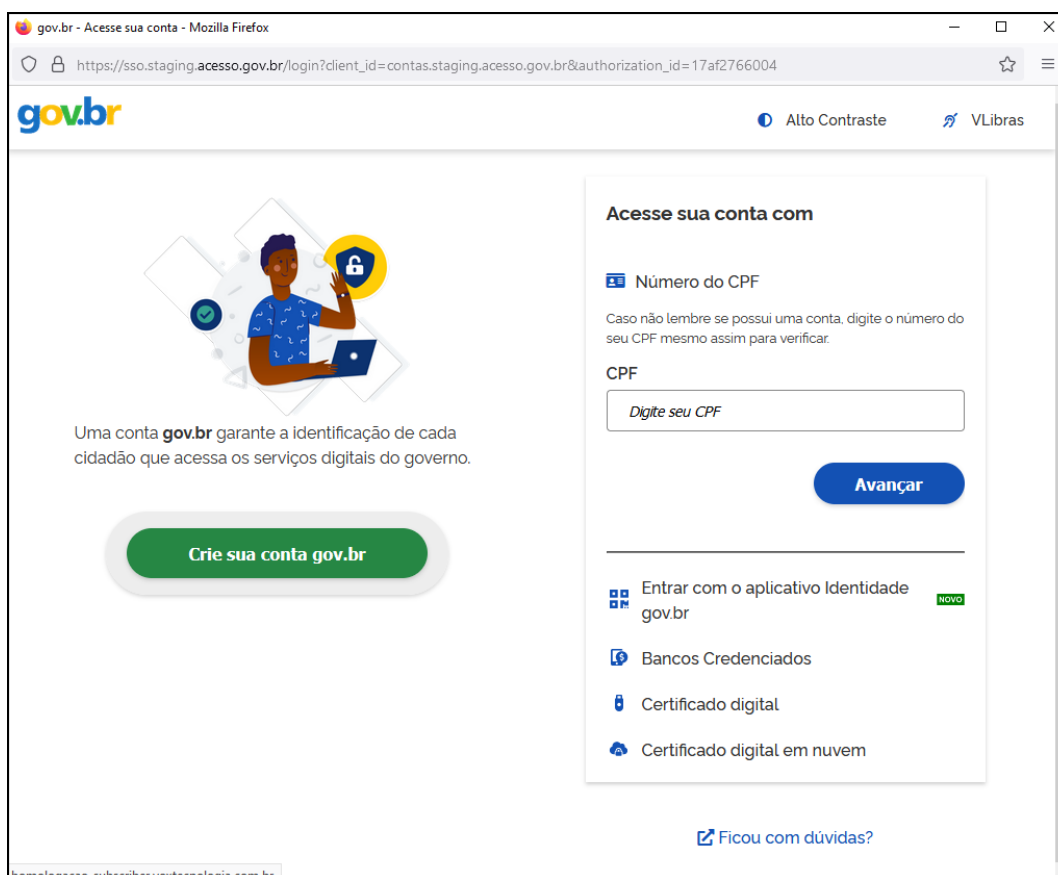 gov.br - Acesse sua conta - Mozilla Firefox
https://sso.staging.acesso.gov.br/login?client_id=contas.staging.acesso.gov.br&authorization_id=17af2766004
gov.br
Alto Contraste
VLibras
Uma conta gov.br garante a identificação de cada
cidadão que acessa os serviços digitais do governo.
Crie sua conta gov.br
Acesse sua conta com
Número do CPF
Caso não lembre se possui uma conta, digite o número do
seu CPF mesmo assim para verificar.
CPF
Digite seu CPF
Avançar
Entrar com o aplicativo Identidade
gov.br
NOVO
Bancos Credenciados
Certificado digital
Certificado digital em nuvem
Ficou com dúvidas?